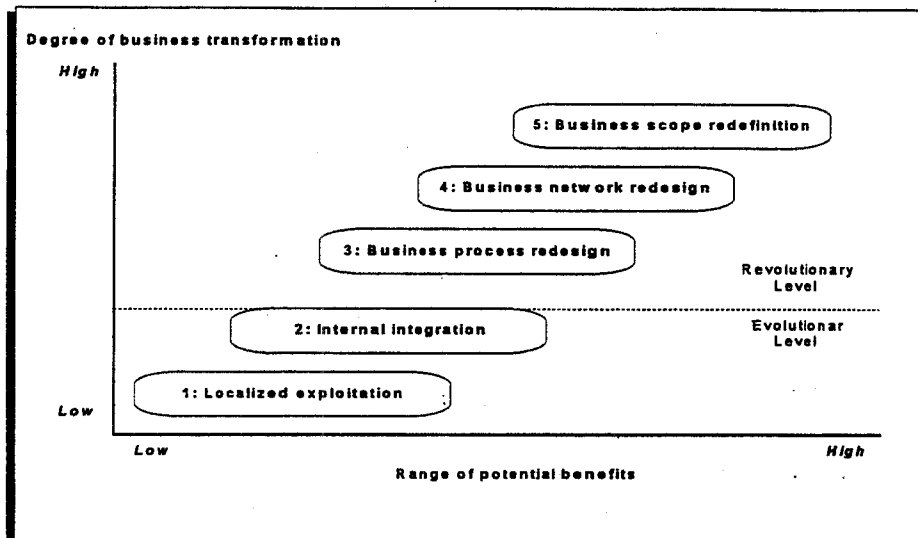 Degree of business transformation
High
5: Business scope redefinition
4: Business network redesign
3: Business process redesign
Revolutionary
Level
2: Internal integration
Evolutionar
Level
1: Localized exploitation
Low
Low
High
Range of potential benefits